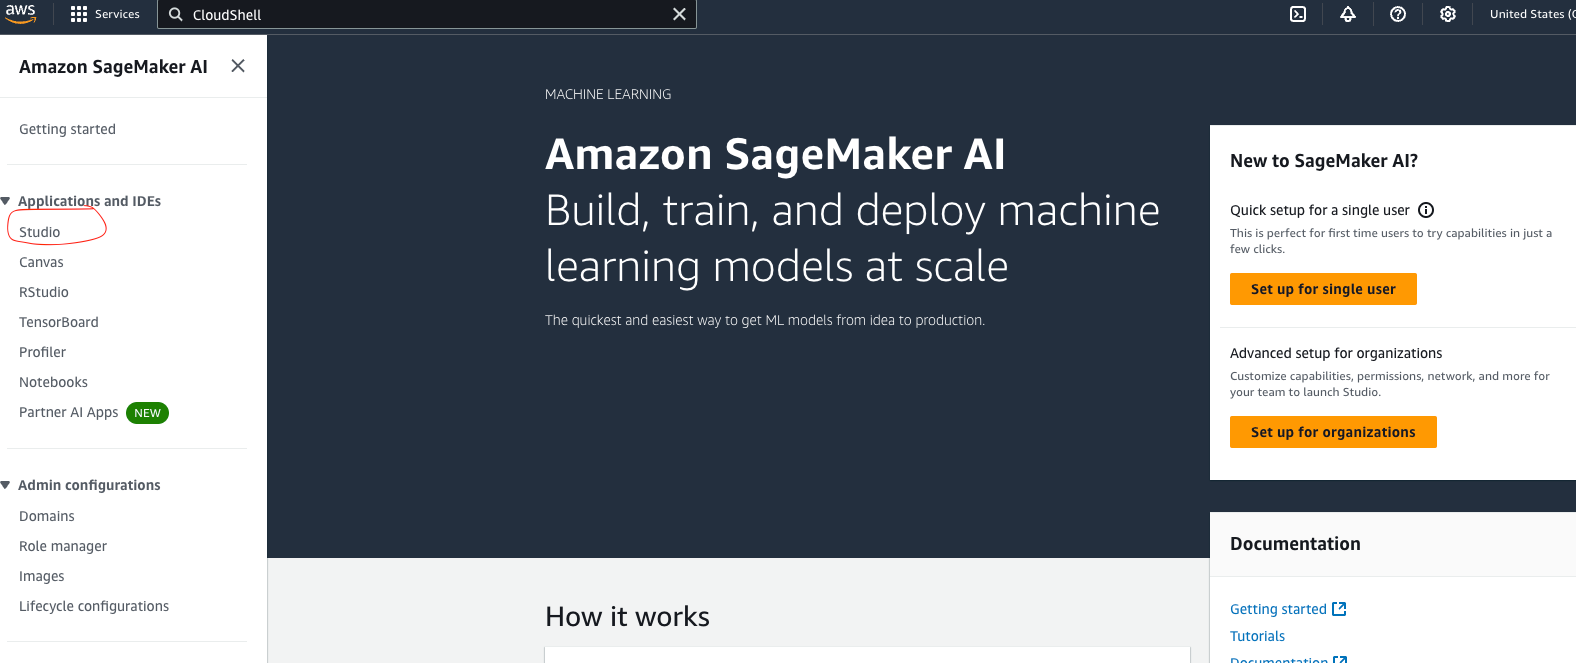 aws
Services
CloudShell
United States (
Amazon SageMaker AI
Getting started
Applications and IDEs
Studio
Canvas
RStudio
TensorBoard
Profiler
Notebooks
Partner AI Apps NEW
Admin configurations
Domains
Role manager
Images
Lifecycle configurations
MACHINE LEARNING
Amazon SageMaker AI
Build, train, and deploy machine
learning models at scale
The quickest and easiest way to get ML models from idea to production.
How it works
New to SageMaker AI?
Quick setup for a single user
This is perfect for first time users to try capabilities in just a
few clicks.
Set up for single user
Advanced setup for organizations
Customize capabilities, permissions, network, and more for
your team to launch Studio.
Set up for organizations
Documentation
Getting started
Tutorials
Documentation